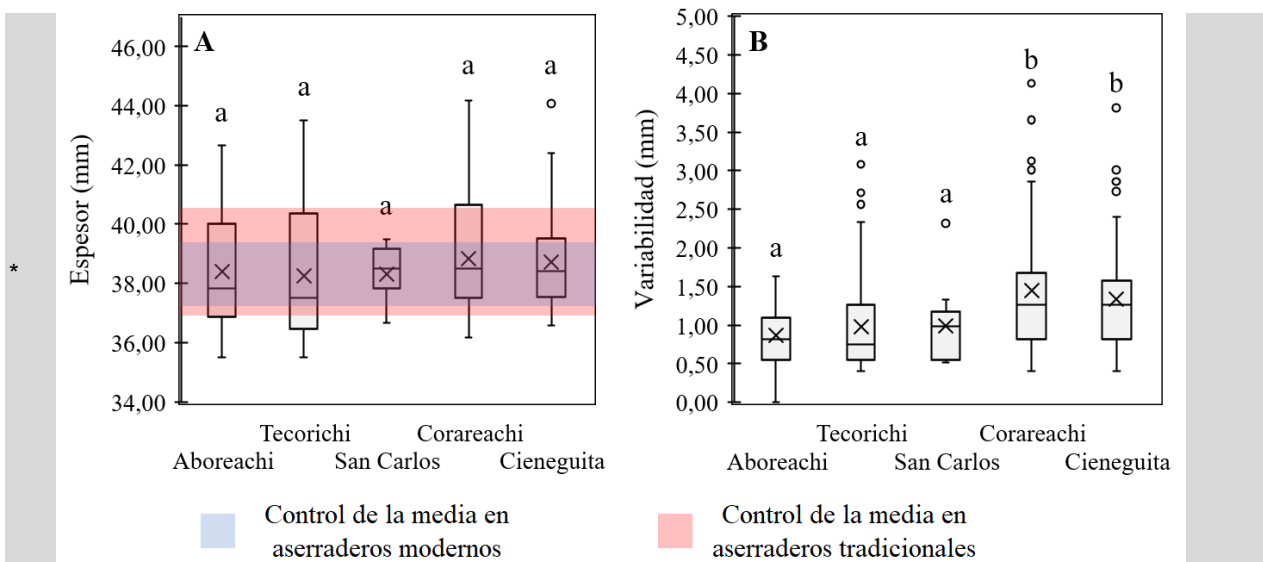 *
A
Espesor (mm)
46,00
44,00
42,00
40,00
38,00
36,00
34,00
a
a
a
a
a
Tecorichi
Corareachi
Aboreachi
San Carlos
Cieneguita
B
Variabilidad (mm)
5,00
4,50
4,00
3,50
3,00
2,50
2,00
1,50
1,00
0,50
0,00
a
a
a
b
b
Tecorichi
Corareachi
Aboreachi
San Carlos
Cieneguita
Control de la media en
aserraderos modernos
Control de la media en
aserraderos tradicionales